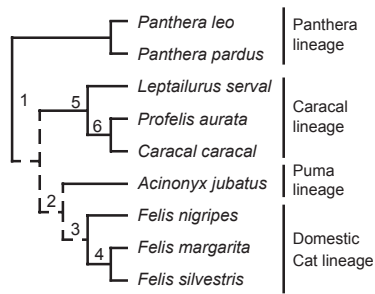 Panthera leo
Panthera pardus
Panthera
lineage
1
Leptailurus serval
5
Profelis aurata
6
Caracal caracal
Caracal
lineage
Acinonyx jubatus
2
Puma
lineage
Felis nigripes
3
Felis margarita
4
Felis silvestris
Domestic
Cat lineage